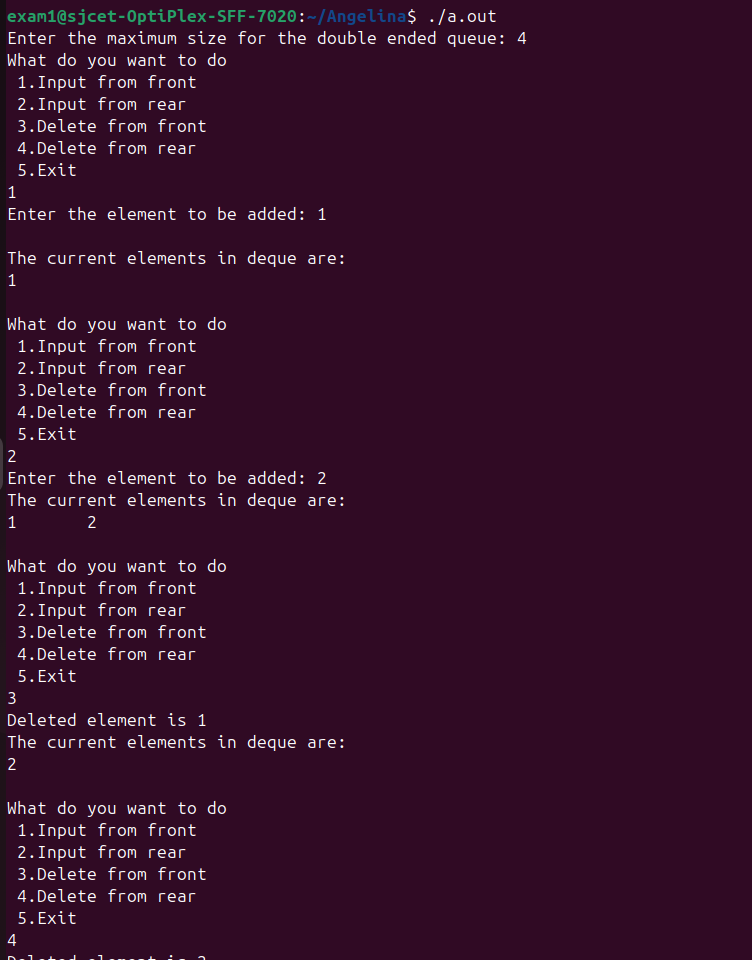 exam1@sjcet-OptiPlex-SFF-7020:~/Angelina$ ./a.out
Enter the maximum size for the double ended queue: 4
What do you want to do
 1.Input from front
 2.Input from rear
 3.Delete from front
 4.Delete from rear
 5.Exit
1
Enter the element to be added: 1

The current elements in deque are:
1

What do you want to do
 1.Input from front
 2.Input from rear
 3.Delete from front
 4.Delete from rear
 5.Exit
2
Enter the element to be added: 2
The current elements in deque are:
1       2

What do you want to do
 1.Input from front
 2.Input from rear
 3.Delete from front
 4.Delete from rear
 5.Exit
3
Deleted element is 1
The current elements in deque are:
2

What do you want to do
 1.Input from front
 2.Input from rear
 3.Delete from front
 4.Delete from rear
 5.Exit
4
Deleted element is